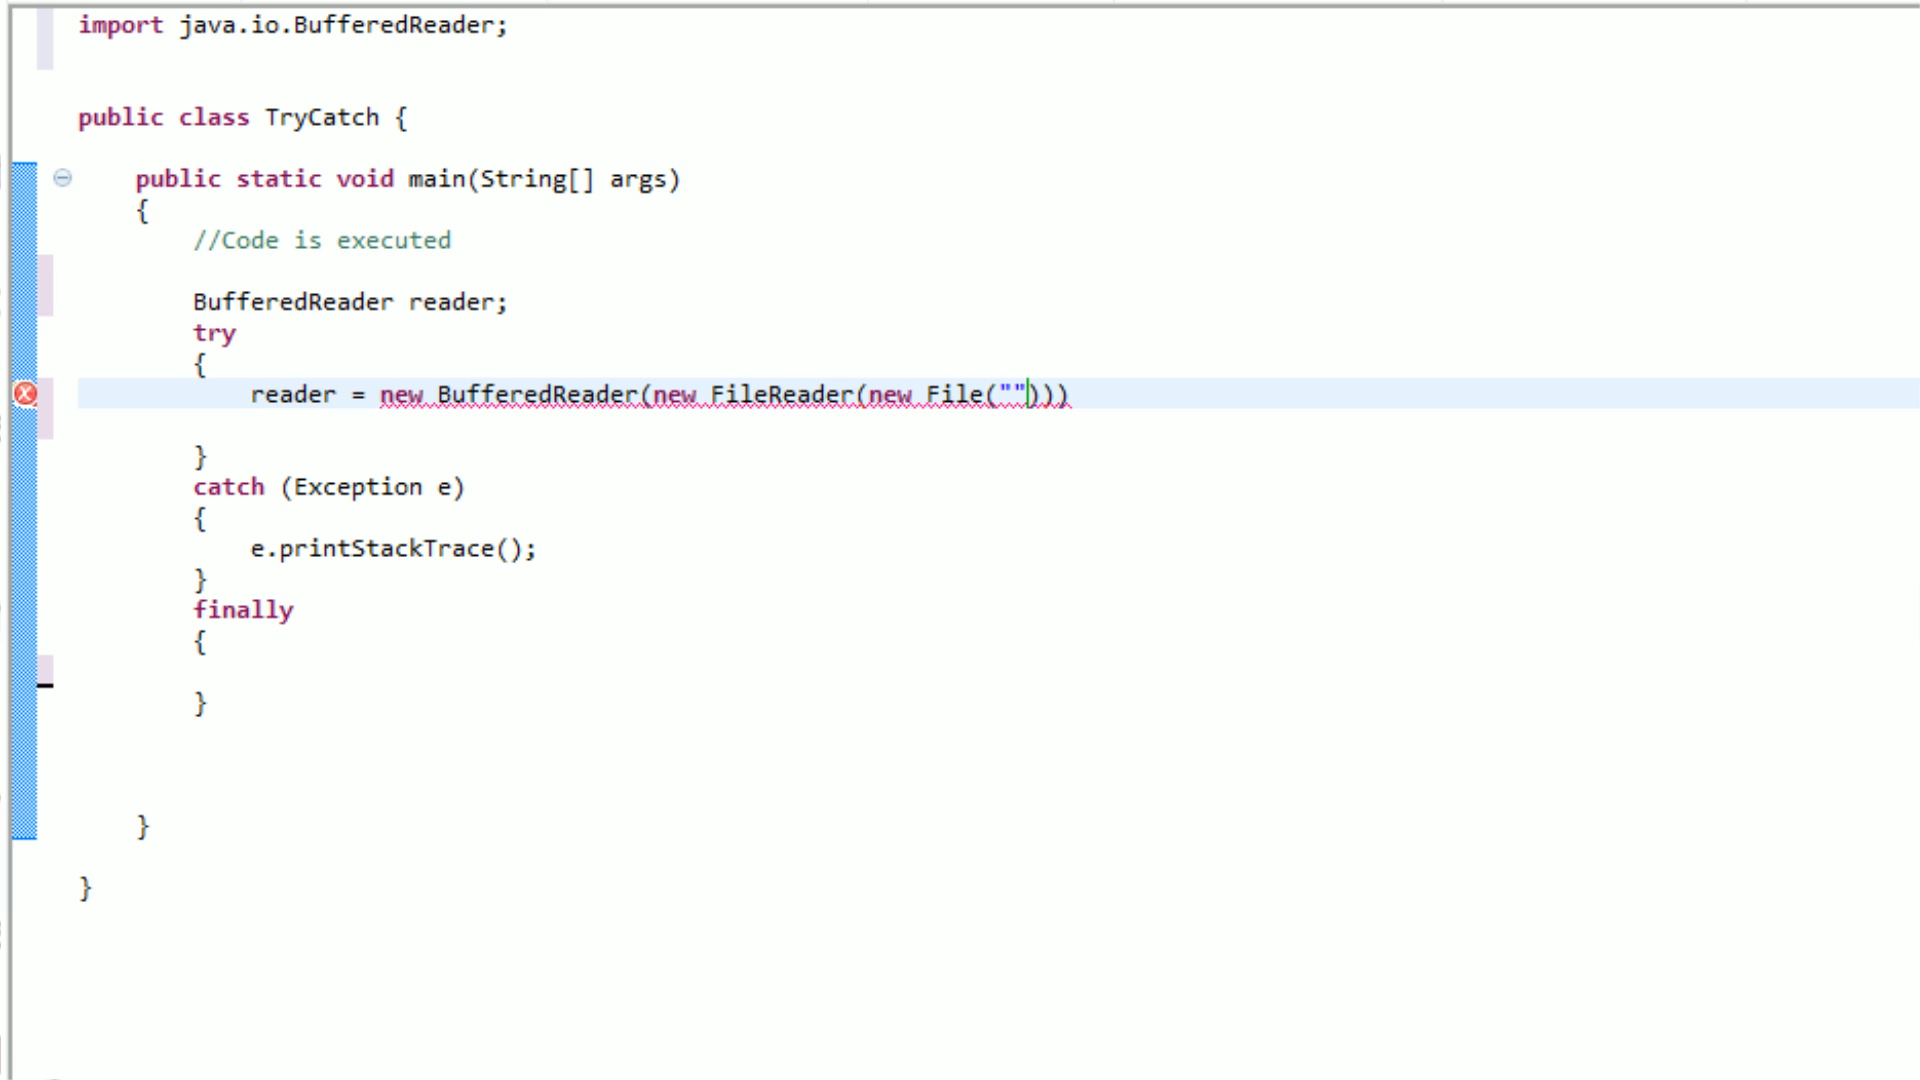 import java.io.BufferedReader;
public class TryCatch {
public static void main(String[] args)
{
//Code is executed
BufferedReader reader;
try
{
reader = new BufferedReader(new FileReader(new File("")))
}
catch (Exception e)
{
e.printStackTrace();
}
finally
{
}
}
}